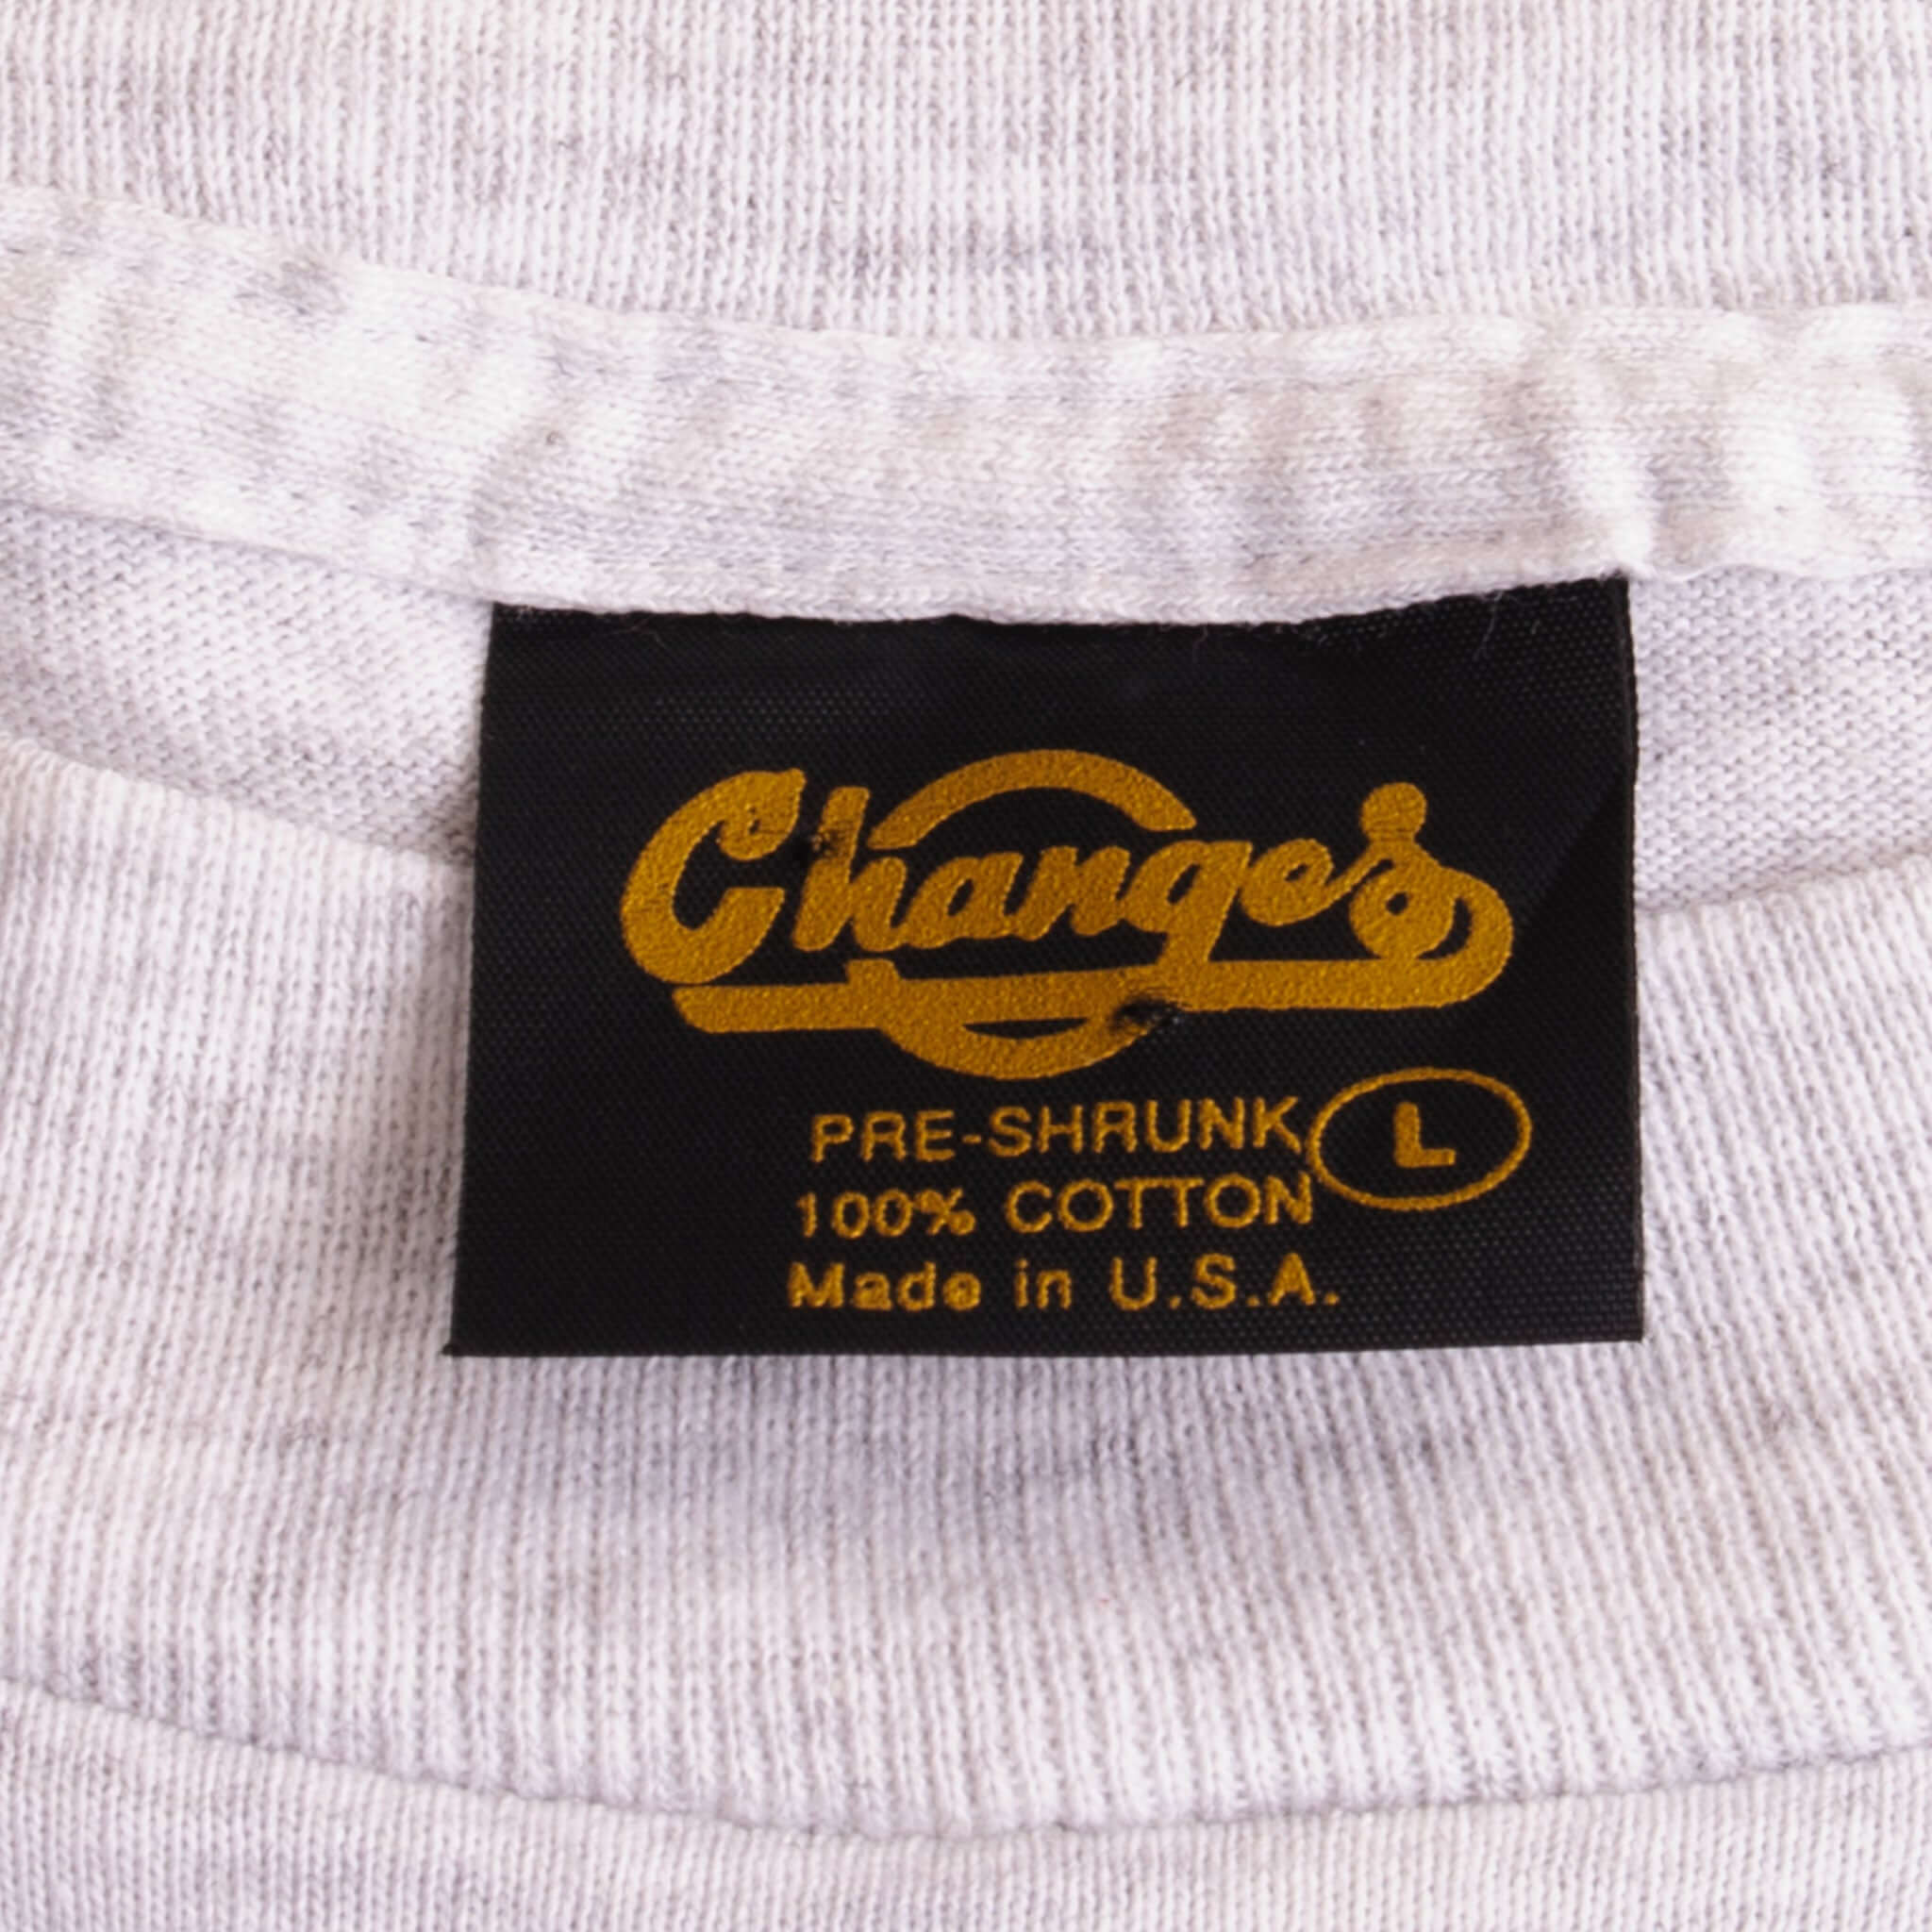 Changes
PRE-SHRUNK L
100% COTTON
Made in U.S.A.